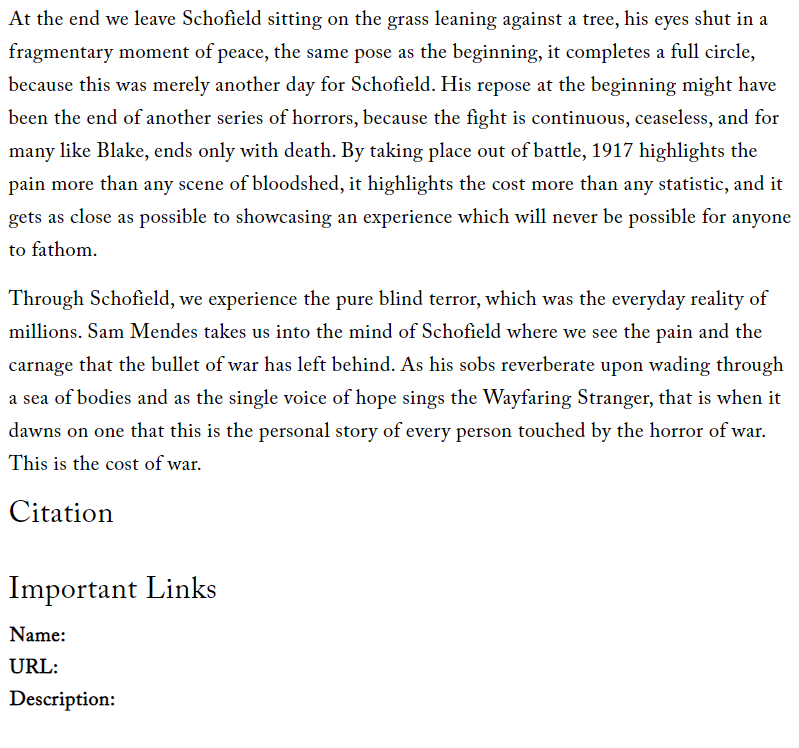 At the end we leave Schofield sitting on the grass leaning against a tree, his eyes shut in a
fragmentary moment of peace, the same pose as the beginning, it completes a full circle,
because this was merely another day for Schofield. His repose at the beginning might have
been the end of another series of horrors, because the fight is continuous, ceaseless, and for
many like Blake, ends only with death. By taking place out of battle, 1917 highlights the
pain more than any scene of bloodshed, it highlights the cost more than any statistic, and it
gets as close as possible to showcasing an experience which will never be possible for anyone
to fathom.
Through Schofield, we experience the pure blind terror, which was the everyday reality of
millions. Sam Mendes takes us into the mind of Schofield where we see the pain and the
carnage that the bullet of war has left behind. As his sobs reverberate upon wading through
a sea of bodies and as the single voice of hope sings the Wayfaring Stranger, that is when it
dawns on one that this is the personal story of every person touched by the horror of war.
This is the cost of war.
Citation
Important Links
Name:
URL:
Description: